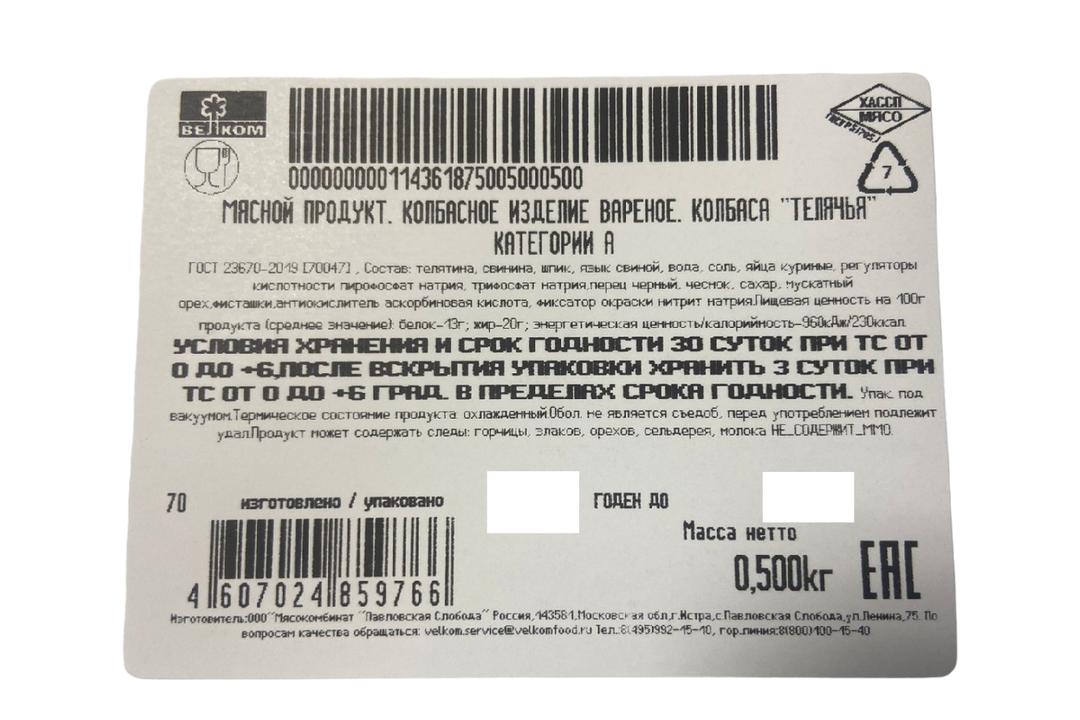 ВЕЛКОМ
ХАССП
МЯСО
7
00000000011436187500500​0500
МЯСНОЙ ПРОДУКТ. КОЛБАСНОЕ ИЗДЕЛИЕ ВАРЕНОЕ. КОЛБАСА "ТЕЛЯЧЬЯ"
КАТЕГОРИИ А
ГОСТ 23670-2019 [70047] , Состав: телятина, свинина, шпик, язык свиной, вода, соль, яйца куриные, регуляторы
кислотности пирофосфат натрия, трифосфат натрия,перец черный, чеснок, сахар, мускатный
орех,фисташки,антиокислитель аскорбиновая кислота, фиксатор окраски нитрит натрия.Пищевая ценность на 100г
продукта (среднее значение): белок-13г; жир-20г; энергетическая ценность/калорийность-960кДж/230ккал.
УСЛОВИЯ ХРАНЕНИЯ И СРОК ГОДНОСТИ 30 СУТОК ПРИ ТС ОТ
0 ДО +6,ПОСЛЕ ВСКРЫТИЯ УПАКОВКИ ХРАНИТЬ 3 СУТОК ПРИ
ТС ОТ 0 ДО +6 ГРАД. В ПРЕДЕЛАХ СРОКА ГОДНОСТИ. Упак. под
вакуумом.Термическое состояние продукта: охлажденный.Обол. не является съедоб, перед употреблением подлежит
удал.Продукт может содержать следы: горчицы, злаков, орехов, сельдерея, молока НЕ_СОДЕРЖИТ_ММО.
70 изготовлено / упаковано ГОДЕН ДО
Масса нетто
0,500кг
ЕАС
4 607024 859766
Изготовитель:ООО"Мясокомбинат "Павловская Слобода" Россия,143581,Московская обл,г.Истра,с.Павловская Слобода,ул.Ленина,75. По
вопросам качества обращаться: velkom.service@velkomfood.ru Тел.:8(495)992-15-10, гор.линия:8(800)100-15-40